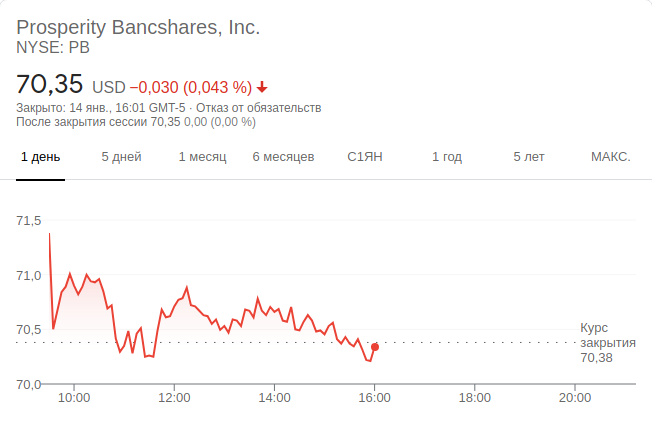 Prosperity Bancshares, Inc.
NYSE: PB
70,35 USD −0,030 (0,043 %)
Закрыто: 14 янв., 16:01 GMT-5 · Отказ от обязательств
После закрытия сессии 70,35 0,00 (0,00 %)
1 день 5 дней 1 месяц 6 месяцев С1ЯН 1 год 5 лет МАКС.
71,5
71,0
70,5
Курс
закрытия
70,38
70,0
10:00 12:00 14:00 16:00 18:00 20:00